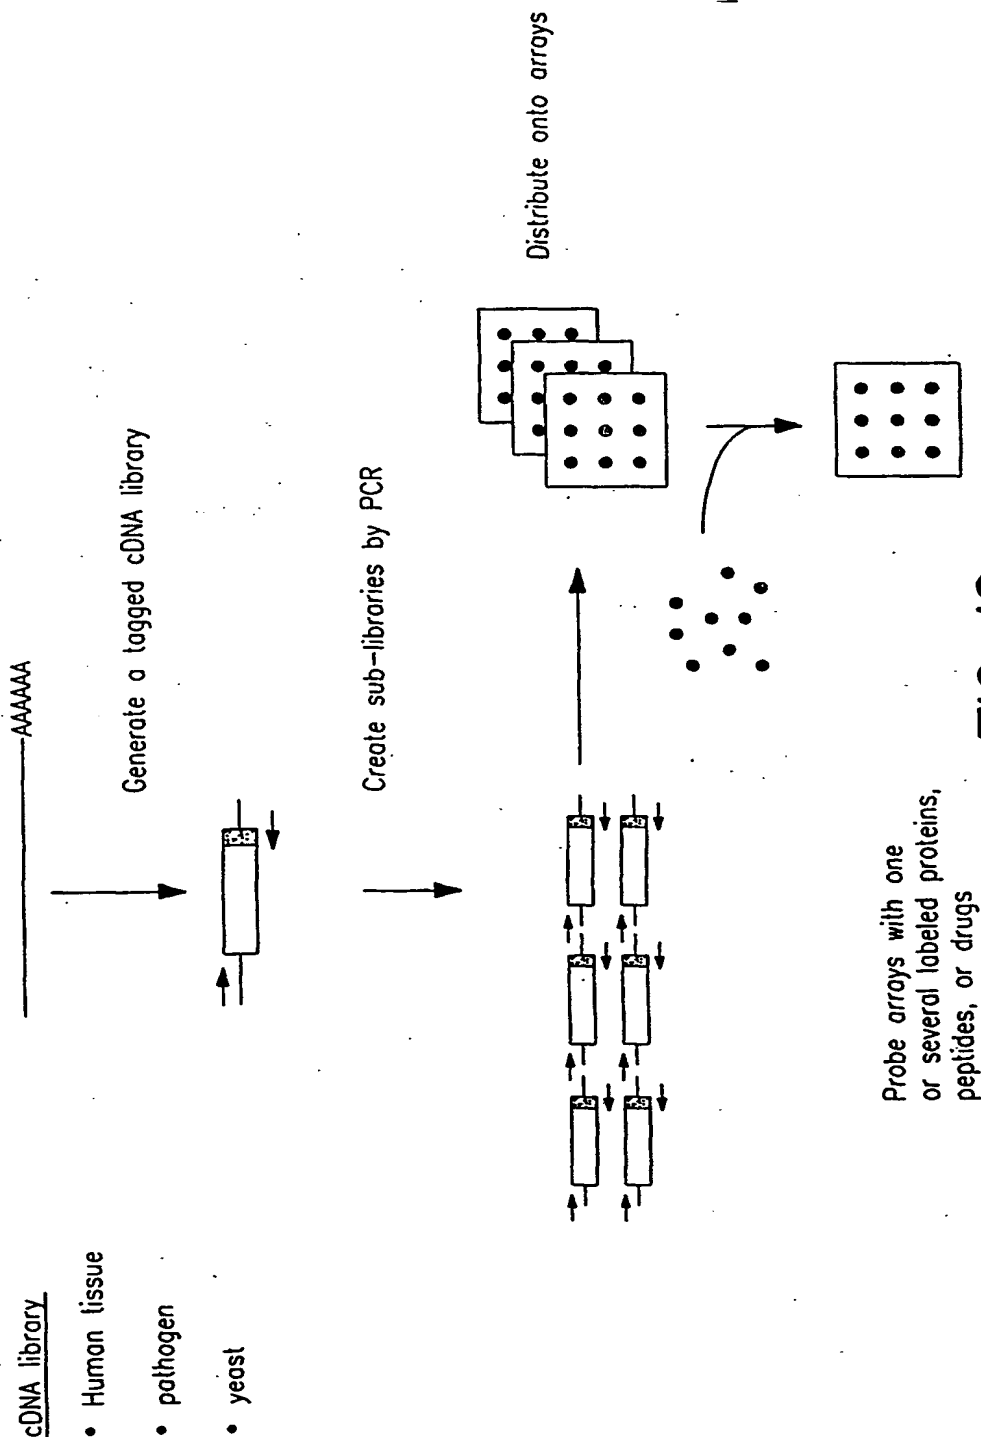 cDNA library
• Human tissue
• pathogen
• yeast
AAAAAA
Generate a tagged cDNA library
Create sub-libraries by PCR
Distribute onto arrays
Probe arrays with one
or several labeled proteins,
peptides, or drugs